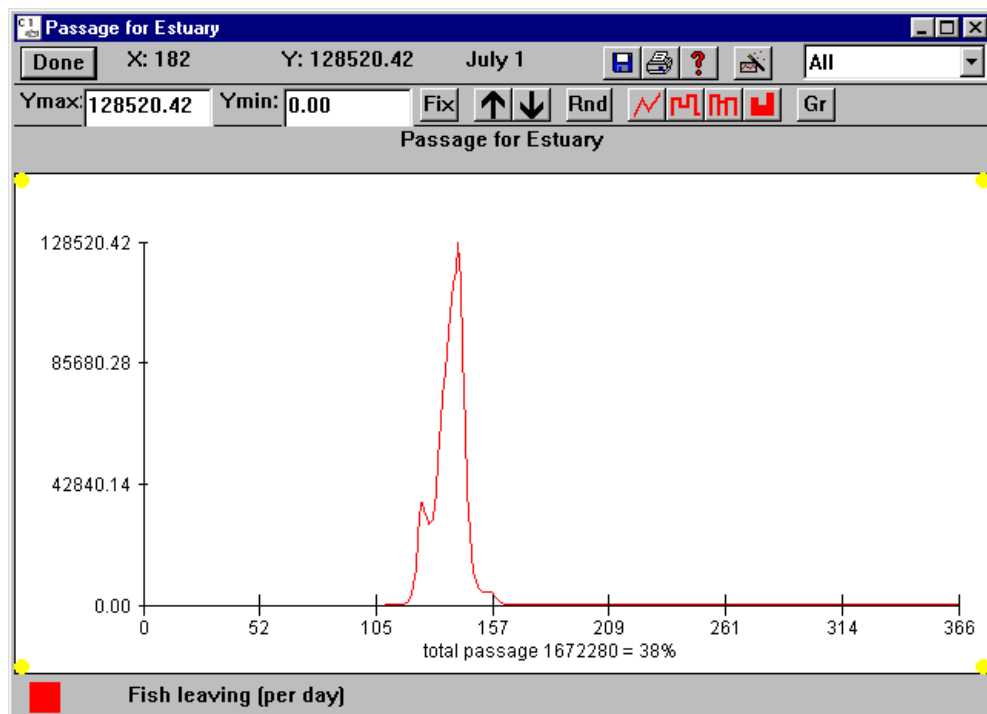 Passage for Estuary
Done X: 182 Y: 128520.42 July 1 All
Ymax: 128520.42 Ymin: 0.00 Fix Rnd Gr
Passage for Estuary
128520.42
85680.28
42840.14
0.00
0 52 105 157 209 261 314 366
total passage 1672280 = 38%
Fish leaving (per day)